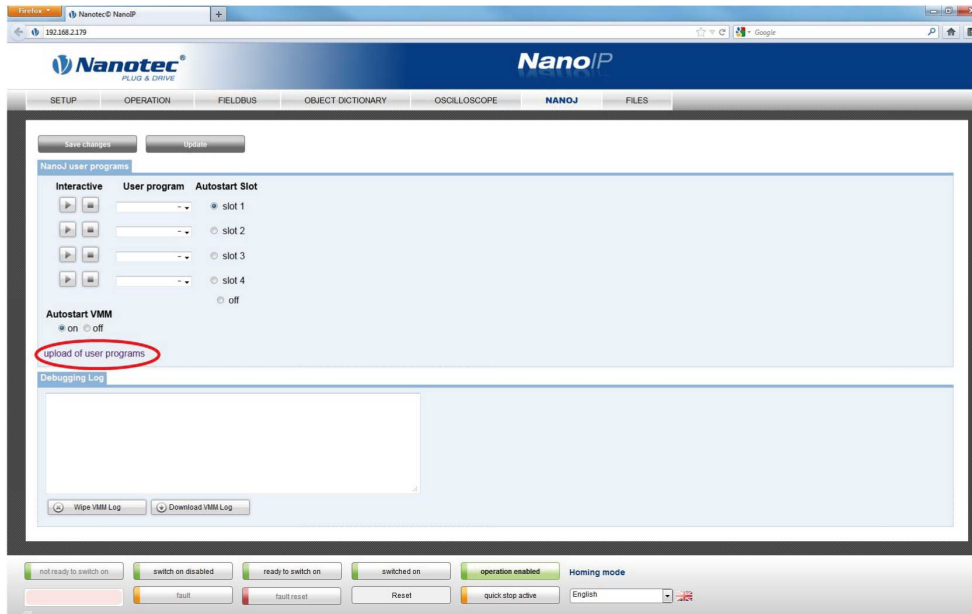 Firefox
Nanotec© NanoIP
+
192.168.2.179
Google
Nanotec®
PLUG & DRIVE
NanoIP
SETUP OPERATION FIELDBUS OBJECT DICTIONARY OSCILLOSCOPE NANOJ FILES
Save changes Update
NanoJ user programs
Interactive User program Autostart Slot
- slot 1
- slot 2
- slot 3
- slot 4
off
Autostart VMM
on off
upload of user programs
Debugging Log
Wipe VMM Log Download VMM Log
not ready to switch on switch on disabled ready to switch on switched on operation enabled Homing mode
fault fault reset Reset quick stop active English